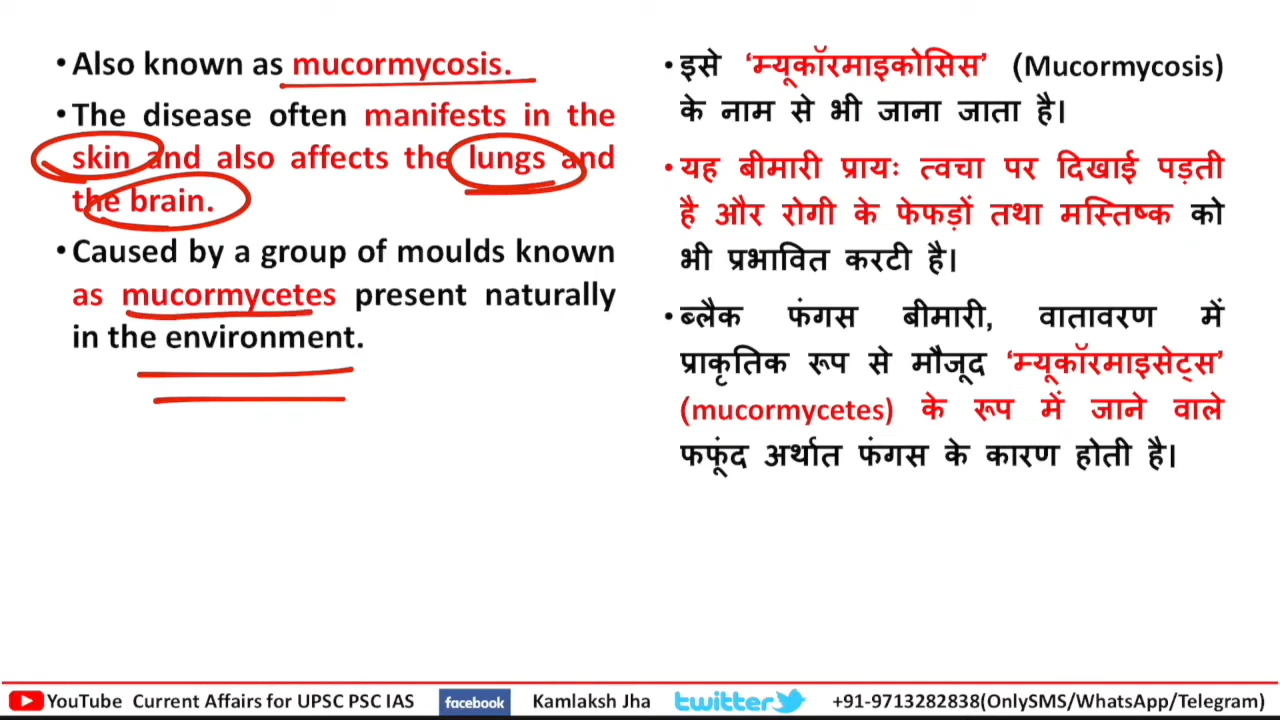 •Also known as mucormycosis.
•The disease often manifests in the
skin and also affects the lungs and
the brain.
•Caused by a group of moulds known
as mucormycetes present naturally
in the environment.
•इसे ‘म्यूकॉरमाइकोसिस’ (Mucormycosis)
के नाम से भी जाना जाता है।
•यह बीमारी प्रायः त्वचा पर दिखाई पड़ती
है और रोगी के फेफड़ों तथा मस्तिष्क को
भी प्रभावित करटी है।
•ब्लैक फंगस बीमारी, वातावरण में
प्राकृतिक रूप से मौजूद ‘म्यूकॉरमाइसेट्स’
(mucormycetes) के रूप में जाने वाले
फफूंद अर्थात फंगस के कारण होती है।
YouTube Current Affairs for UPSC PSC IAS facebook Kamlaksh Jha twitter +91-9713282838(OnlySMS/WhatsApp/Telegram)